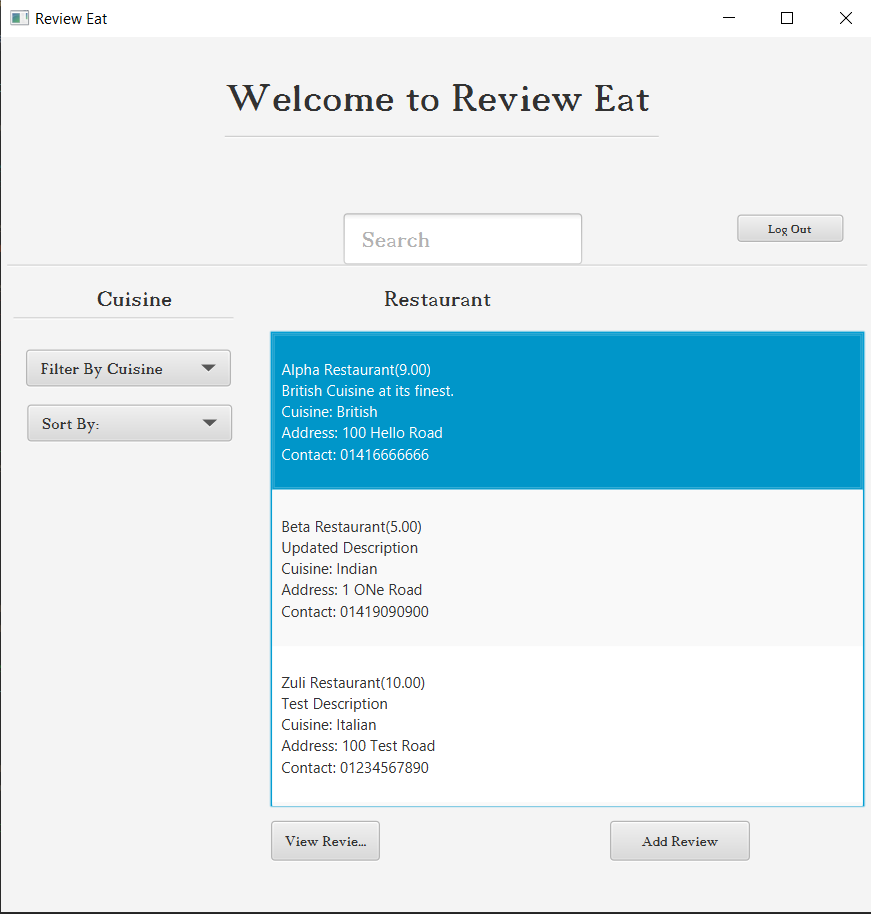 Review Eat
Welcome to Review Eat
Search
Log Out
Cuisine
Restaurant
Filter By Cuisine
Sort By:
Alpha Restaurant(9.00)
British Cuisine at its finest.
Cuisine: British
Address: 100 Hello Road
Contact: 01416666666
Beta Restaurant(5.00)
Updated Description
Cuisine: Indian
Address: 1 ONe Road
Contact: 01419090900
Zuli Restaurant(10.00)
Test Description
Cuisine: Italian
Address: 100 Test Road
Contact: 01234567890
View Revie...
Add Review